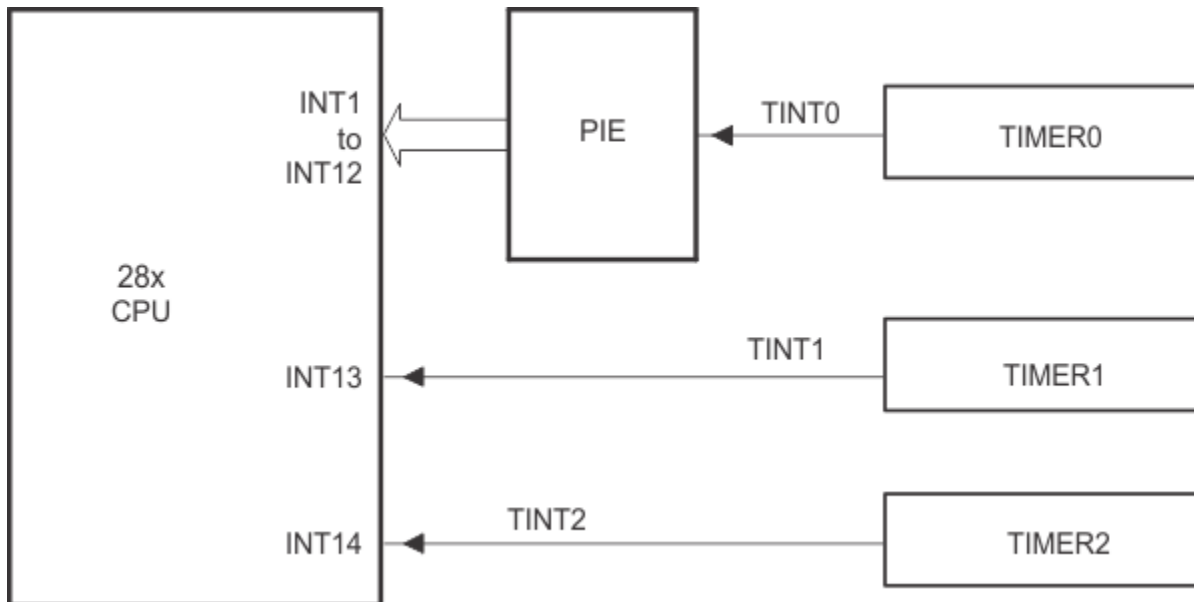 INT1
to
INT12
PIE
TINT0
TIMER0
28x
CPU
INT13
TINT1
TIMER1
INT14
TINT2
TIMER2